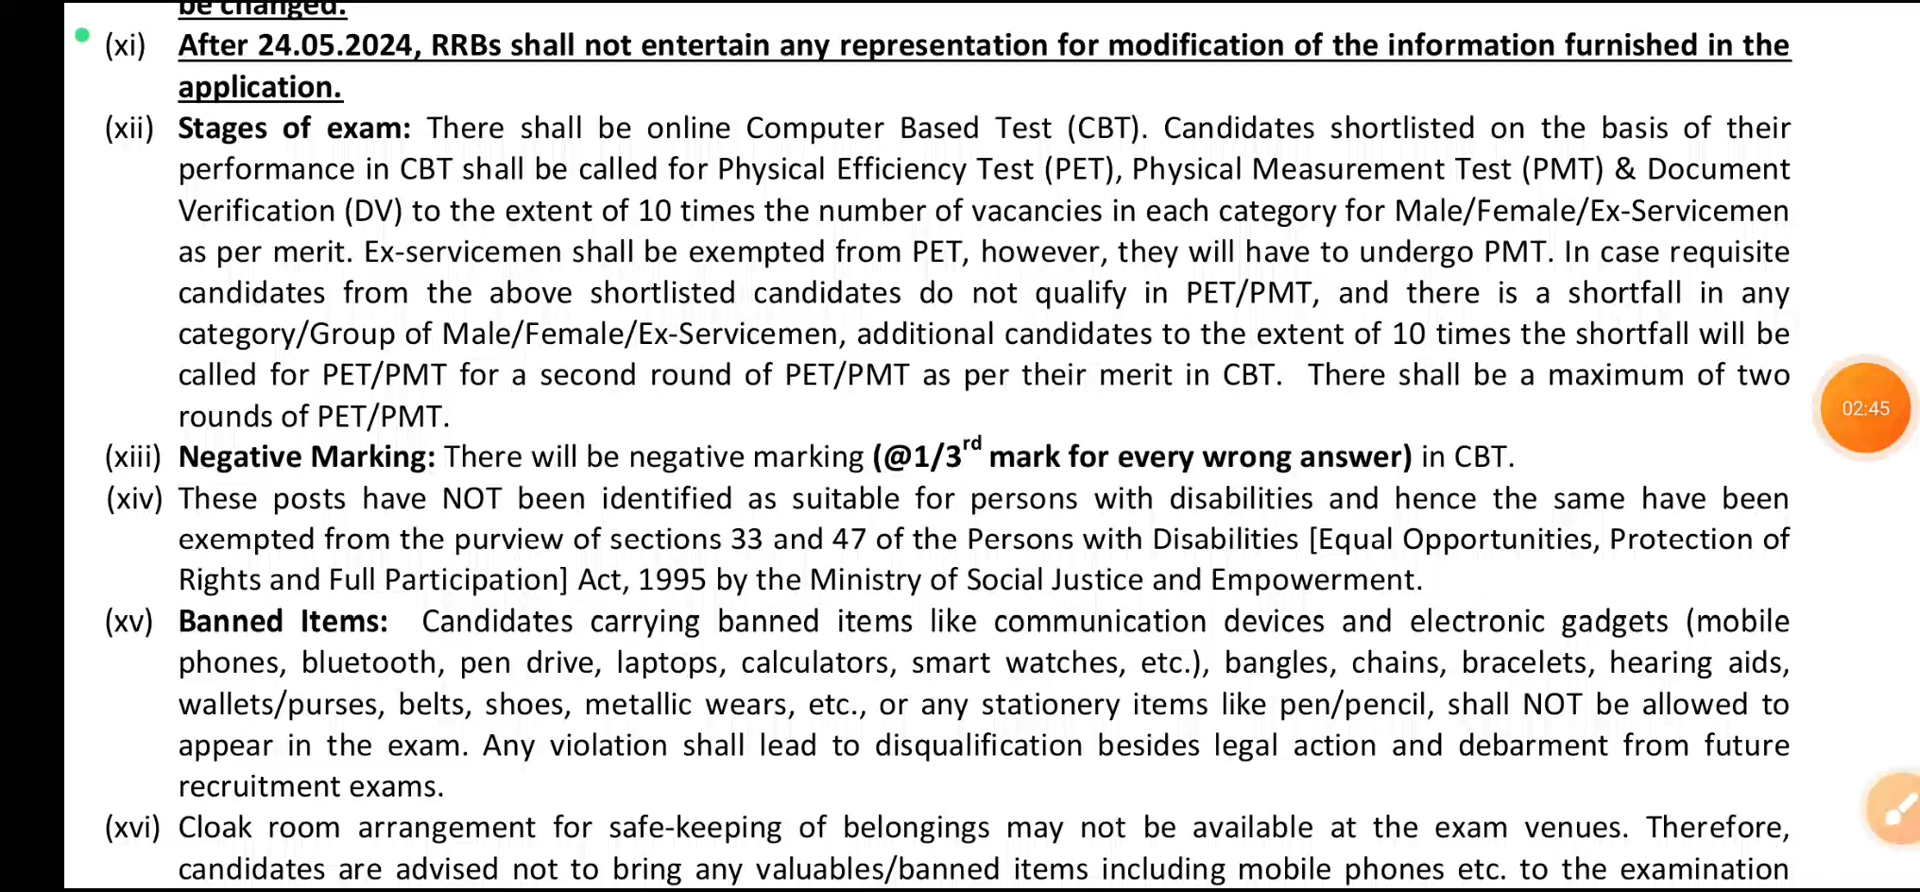 be changed.
(xi) After 24.05.2024, RRBs shall not entertain any representation for modification of the information furnished in the
application.
(xii) Stages of exam: There shall be online Computer Based Test (CBT). Candidates shortlisted on the basis of their
performance in CBT shall be called for Physical Efficiency Test (PET), Physical Measurement Test (PMT) & Document
Verification (DV) to the extent of 10 times the number of vacancies in each category for Male/Female/Ex-Servicemen
as per merit. Ex-servicemen shall be exempted from PET, however, they will have to undergo PMT. In case requisite
candidates from the above shortlisted candidates do not qualify in PET/PMT, and there is a shortfall in any
category/Group of Male/Female/Ex-Servicemen, additional candidates to the extent of 10 times the shortfall will be
called for PET/PMT for a second round of PET/PMT as per their merit in CBT. There shall be a maximum of two
rounds of PET/PMT.
02:45
(xiii) Negative Marking: There will be negative marking (@1/3rd mark for every wrong answer) in CBT.
(xiv) These posts have NOT been identified as suitable for persons with disabilities and hence the same have been
exempted from the purview of sections 33 and 47 of the Persons with Disabilities [Equal Opportunities, Protection of
Rights and Full Participation] Act, 1995 by the Ministry of Social Justice and Empowerment.
(xv) Banned Items: Candidates carrying banned items like communication devices and electronic gadgets (mobile
phones, bluetooth, pen drive, laptops, calculators, smart watches, etc.), bangles, chains, bracelets, hearing aids,
wallets/purses, belts, shoes, metallic wears, etc., or any stationery items like pen/pencil, shall NOT be allowed to
appear in the exam. Any violation shall lead to disqualification besides legal action and debarment from future
recruitment exams.
(xvi) Cloak room arrangement for safe-keeping of belongings may not be available at the exam venues. Therefore,
candidates are advised not to bring any valuables/banned items including mobile phones etc. to the examination